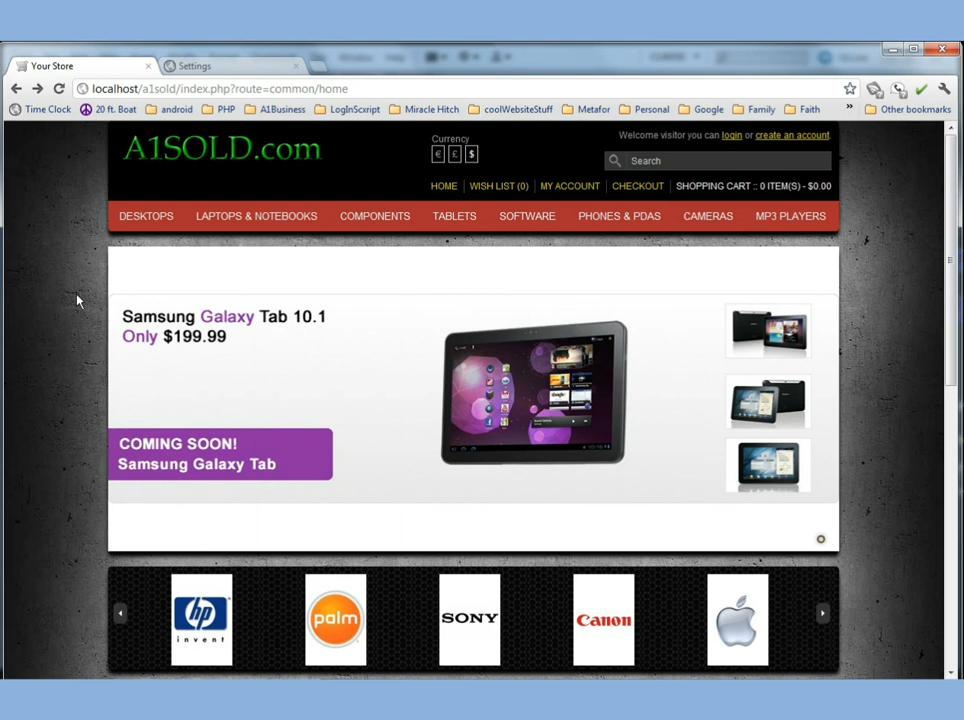 Your Store
Settings
localhost/a1sold/index.php?route=common/home
Time Clock 20 ft. Boat android PHP A1Business LogInScxript Miracle Hitch coolWebsiteStuff Metafor Personal Google Family Faith » Other bookmarks
A1SOLD.com
Currency
€ £ $
Welcome visitor you can login or create an account.
Search
HOME WISH LIST (0) MY ACCOUNT CHECKOUT SHOPPING CART :: 0 ITEM(S) - $0.00
DESKTOPS LAPTOPS & NOTEBOOKS COMPONENTS TABLETS SOFTWARE PHONES & PDAS CAMERAS MP3 PLAYERS
Samsung Galaxy Tab 10.1
Only $199.99
COMING SOON!
Samsung Galaxy Tab
hp
invent
palm
SONY
Canon